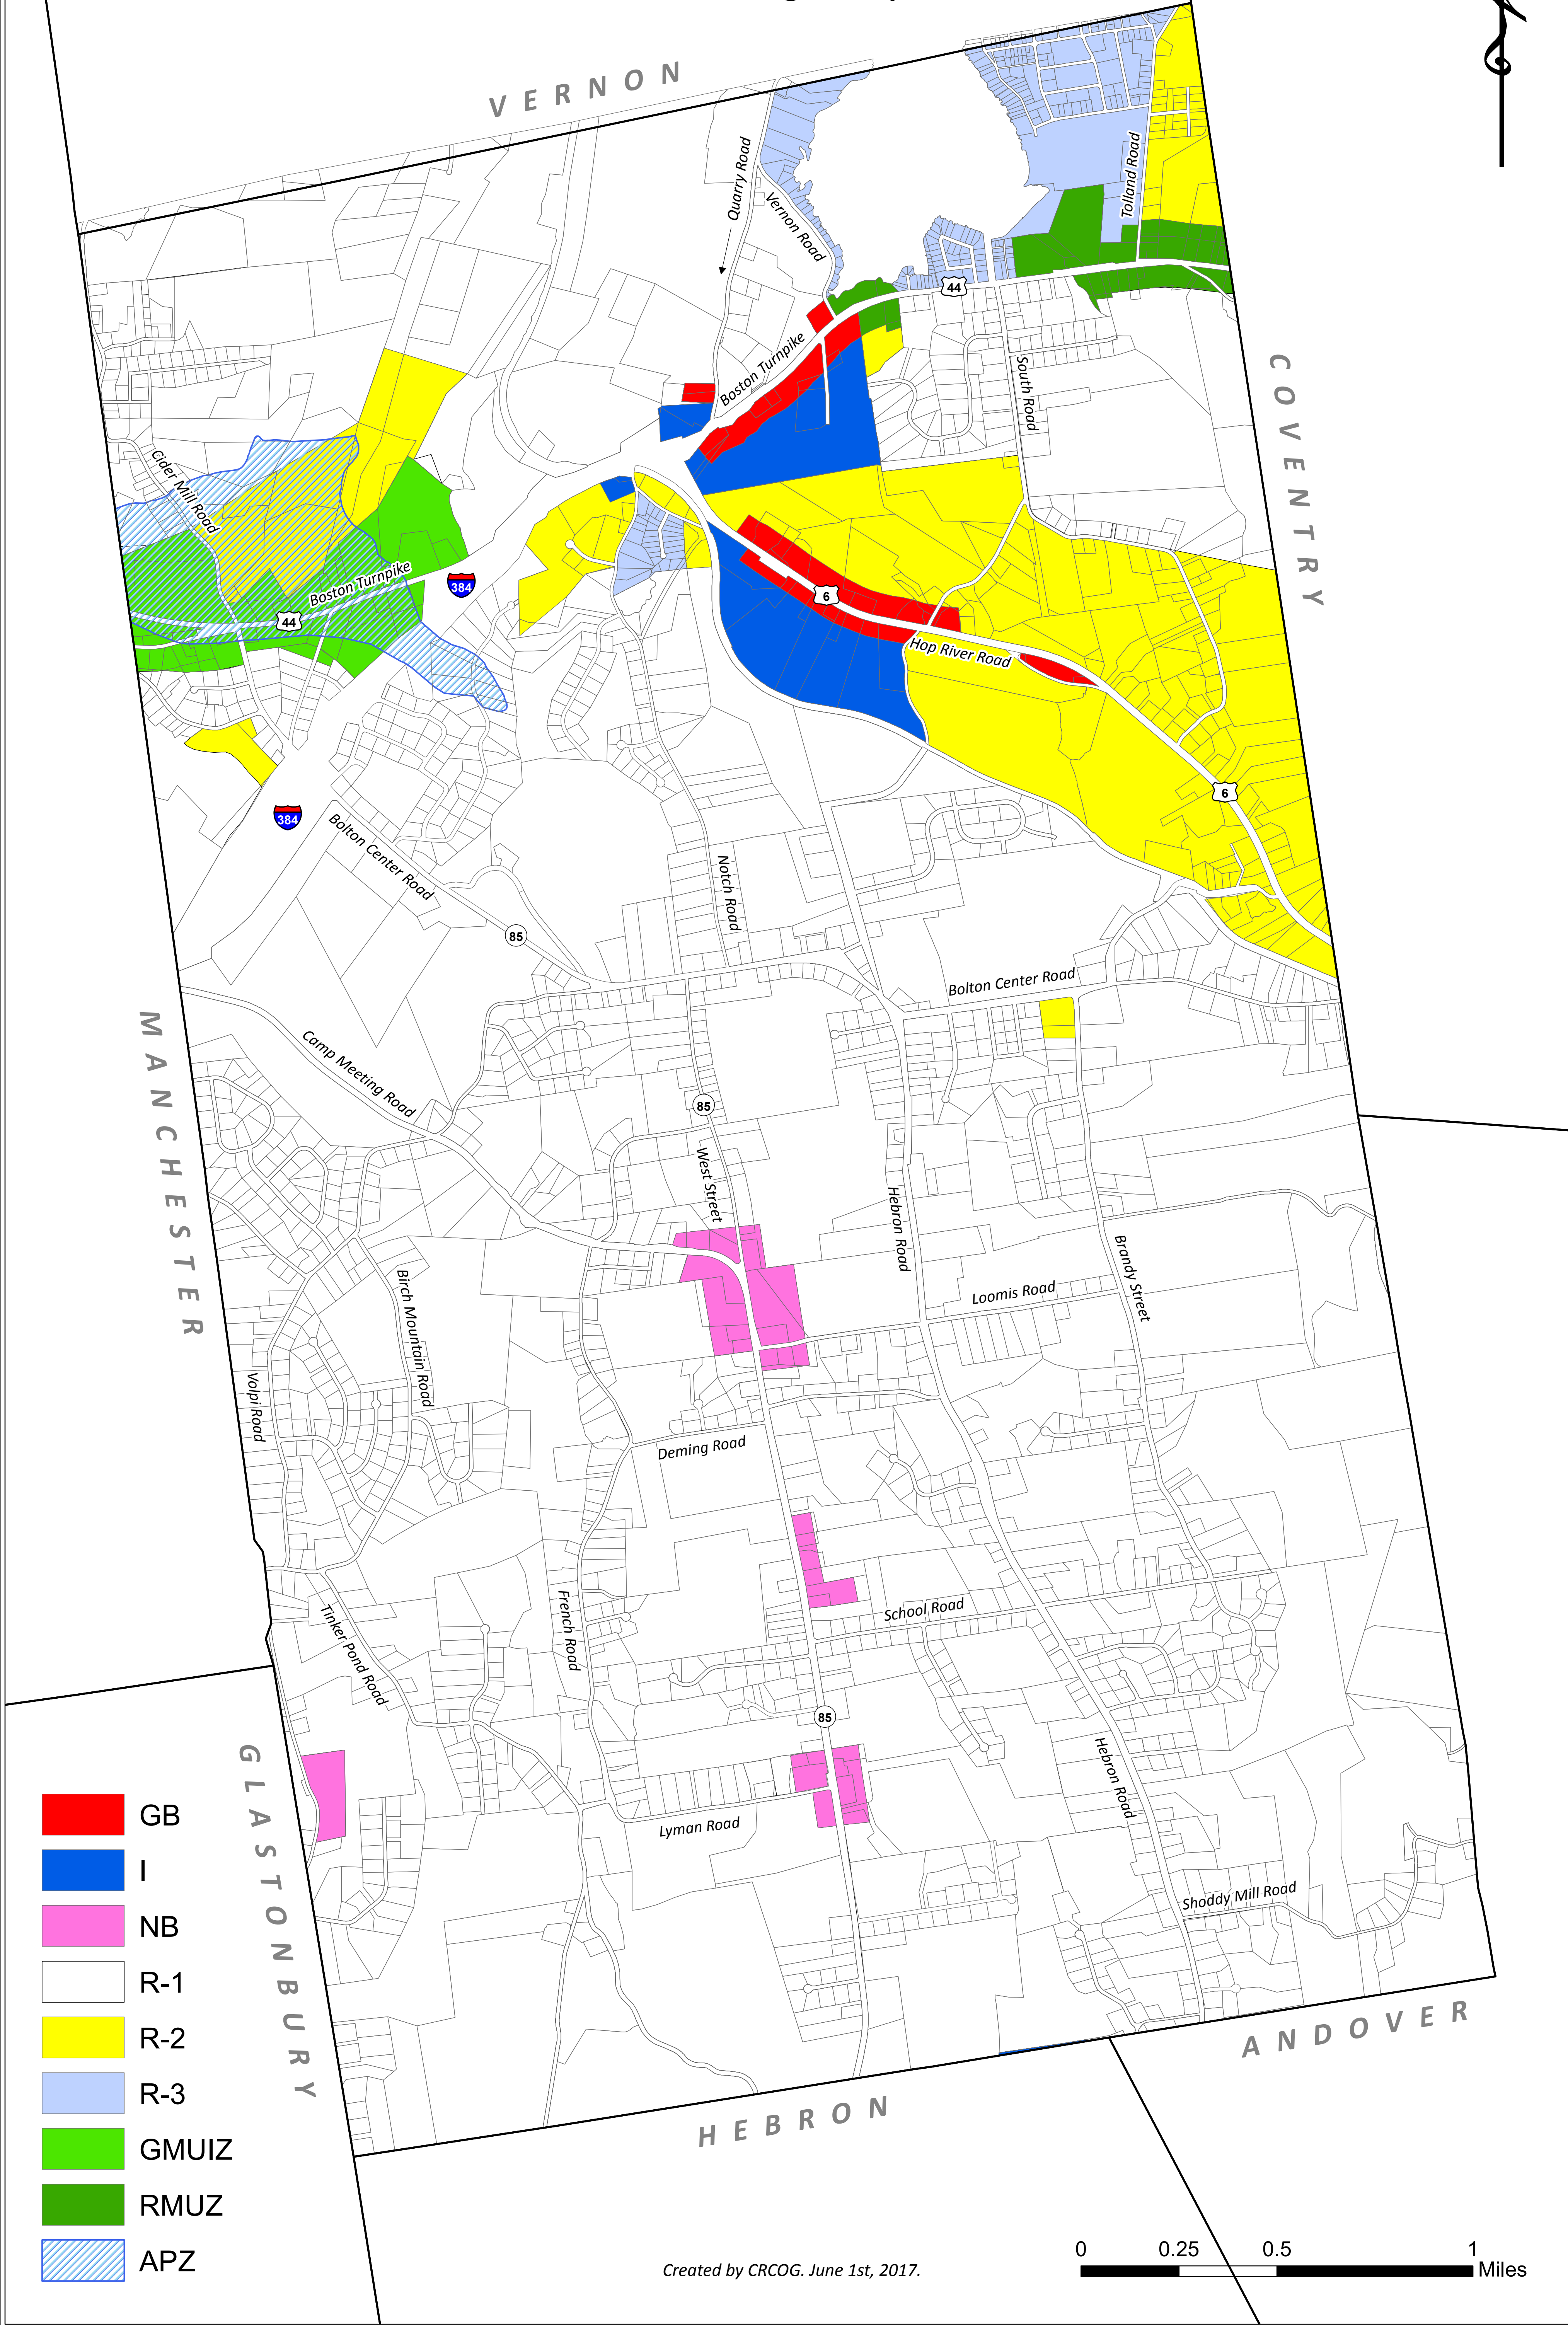 VERNON
Quarry Road
Vernon Road
Tolland Road
44
Boston Turnpike
South Road
COVENTRY
Cider Mill Road
Boston Turnpike
384
44
6
Hop River Road
6
384
Bolton Center Road
Notch Road
85
Bolton Center Road
MANCHESTER
Camp Meeting Road
85
West Street
Hebron Road
Brandy Street
Loomis Road
Birch Mountain Road
Volpi Road
Deming Road
French Road
School Road
Tinker Pond Road
85
Hebron Road
GLASTONBURY
Lyman Road
Shoddy Mill Road
ANDOVER
HEBRON
GB
I
NB
R-1
R-2
R-3
GMUIZ
RMUZ
APZ
Created by CRCOG. June 1st, 2017.
0 0.25 0.5 1
Miles